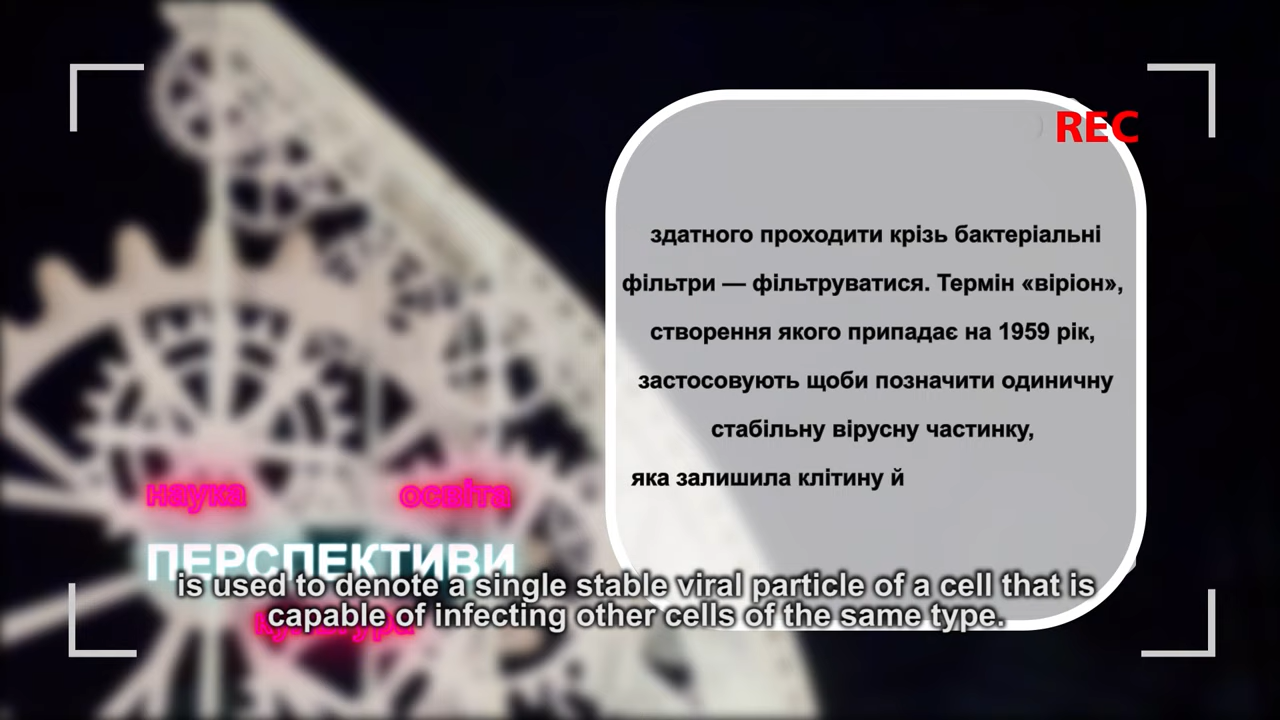 REC
здатного проходити крізь бактеріальні
фільтри — фільтруватися. Термін «віріон»,
створення якого припадає на 1959 рік,
застосовують щоби позначити одиничну
стабільну вірусну частинку,
яка залишила клітину й
наука
освіта
ПЕРСПЕКТИВИ
is used to denote a single stable viral particle of a cell that is
capable of infecting other cells of the same type.